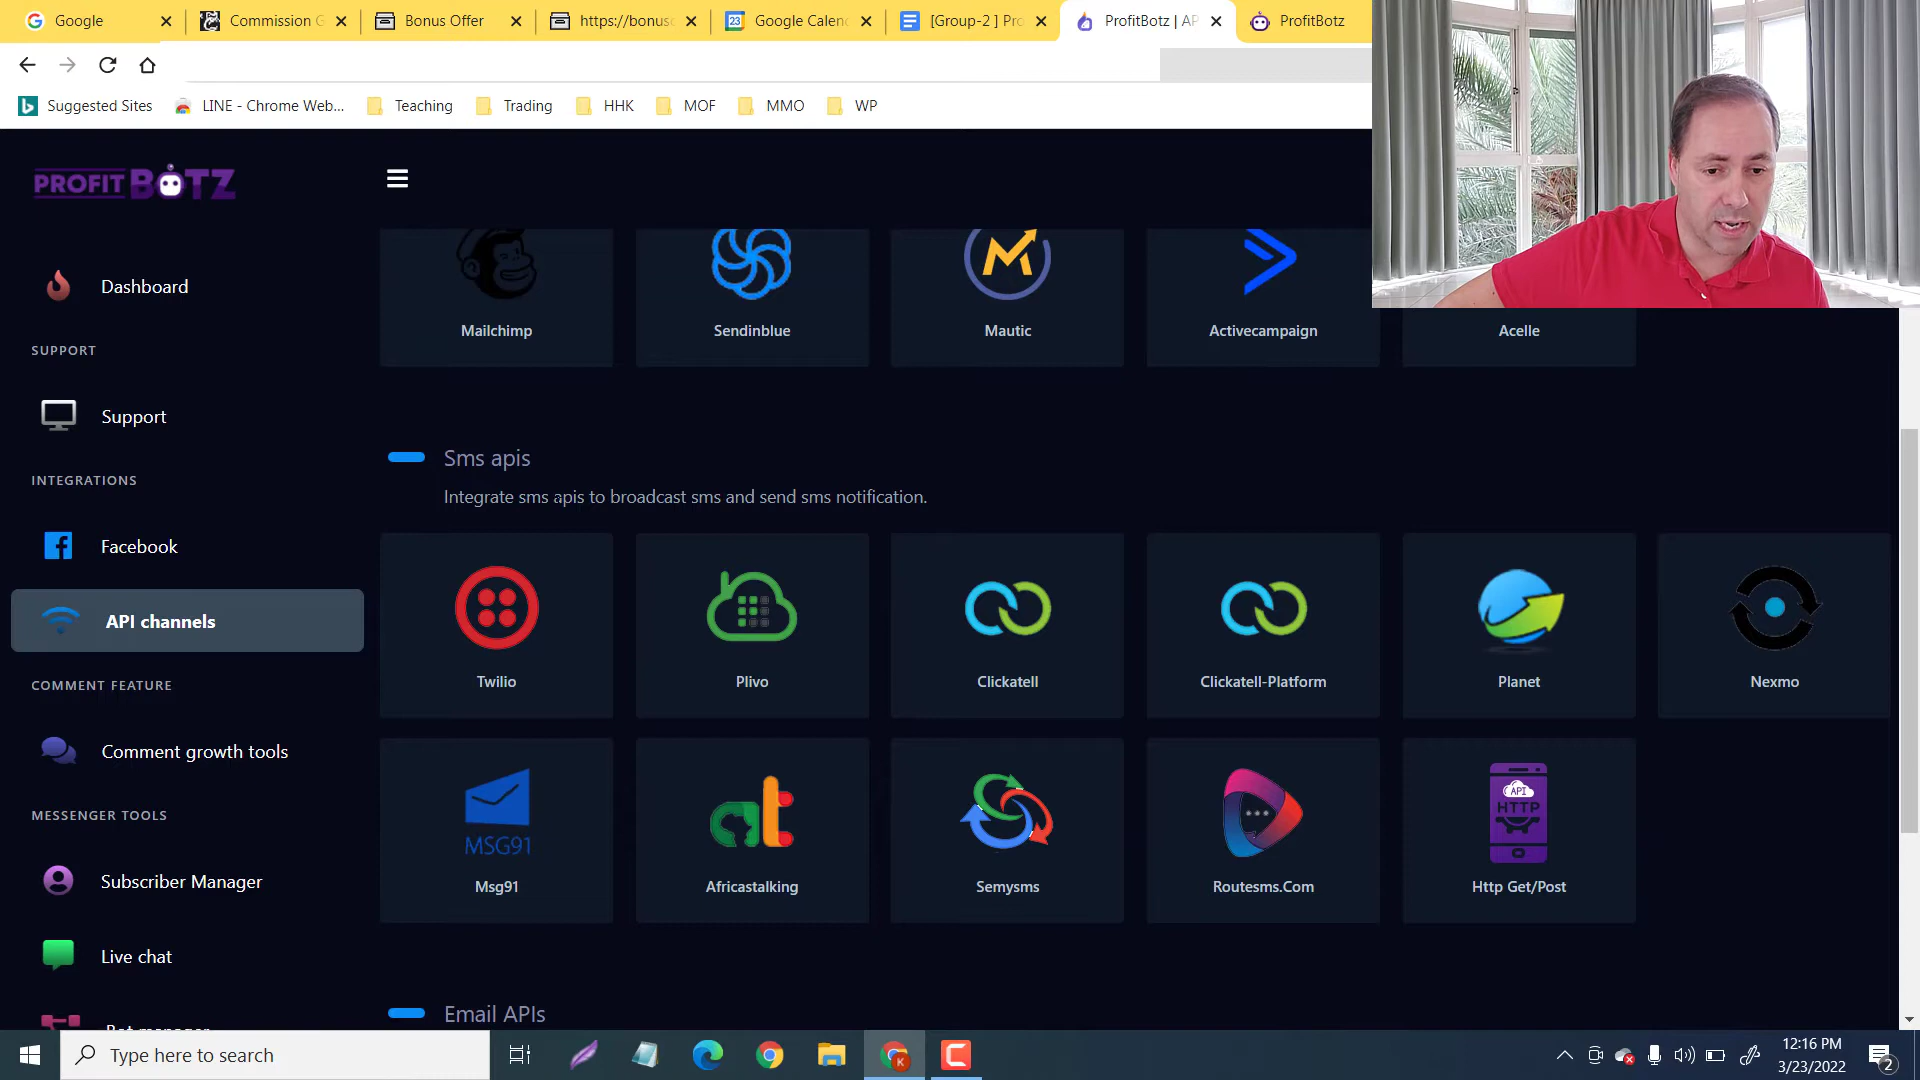 Google
Commission G
Bonus Offer
https://bonus
Google Calen
[Group-2 ] Pro
ProfitBotz | AP
ProfitBotz
Suggested Sites
LINE - Chrome Web...
Teaching
Trading
HHK
MOF
MMO
WP
PROFIT BOTZ
Dashboard
SUPPORT
Support
INTEGRATIONS
Facebook
API channels
COMMENT FEATURE
Comment growth tools
MESSENGER TOOLS
Subscriber Manager
Live chat
Bot manager
Mailchimp
Sendinblue
Mautic
Activecampaign
Acelle
Sms apis
Integrate sms apis to broadcast sms and send sms notification.
Twilio
Plivo
Clickatell
Clickatell-Platform
Planet
Nexmo
MSG91
Msg91
Africastalking
Semysms
Routesms.Com
API
HTTP
Http Get/Post
Email APIs
Type here to search
12:16 PM
3/23/2022
2